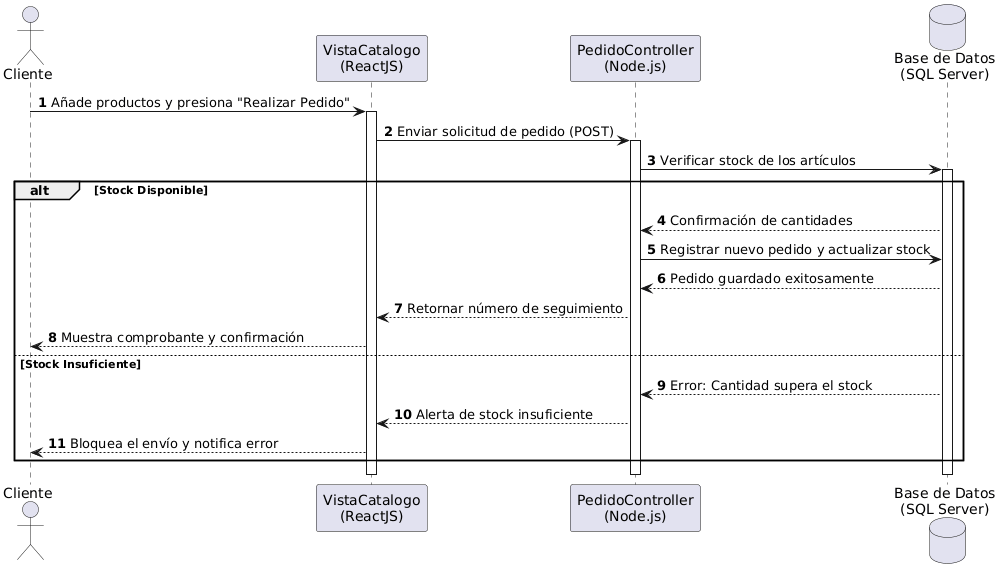 Cliente
VistaCatalogo
(ReactJS)
PedidoController
(Node.js)
Base de Datos
(SQL Server)
1 Añade productos y presiona "Realizar Pedido"
2 Enviar solicitud de pedido (POST)
3 Verificar stock de los artículos
alt [Stock Disponible]
4 Confirmación de cantidades
5 Registrar nuevo pedido y actualizar stock
6 Pedido guardado exitosamente
7 Retornar número de seguimiento
8 Muestra comprobante y confirmación
[Stock Insuficiente]
9 Error: Cantidad supera el stock
10 Alerta de stock insuficiente
11 Bloquea el envío y notifica error
Cliente
VistaCatalogo
(ReactJS)
PedidoController
(Node.js)
Base de Datos
(SQL Server)